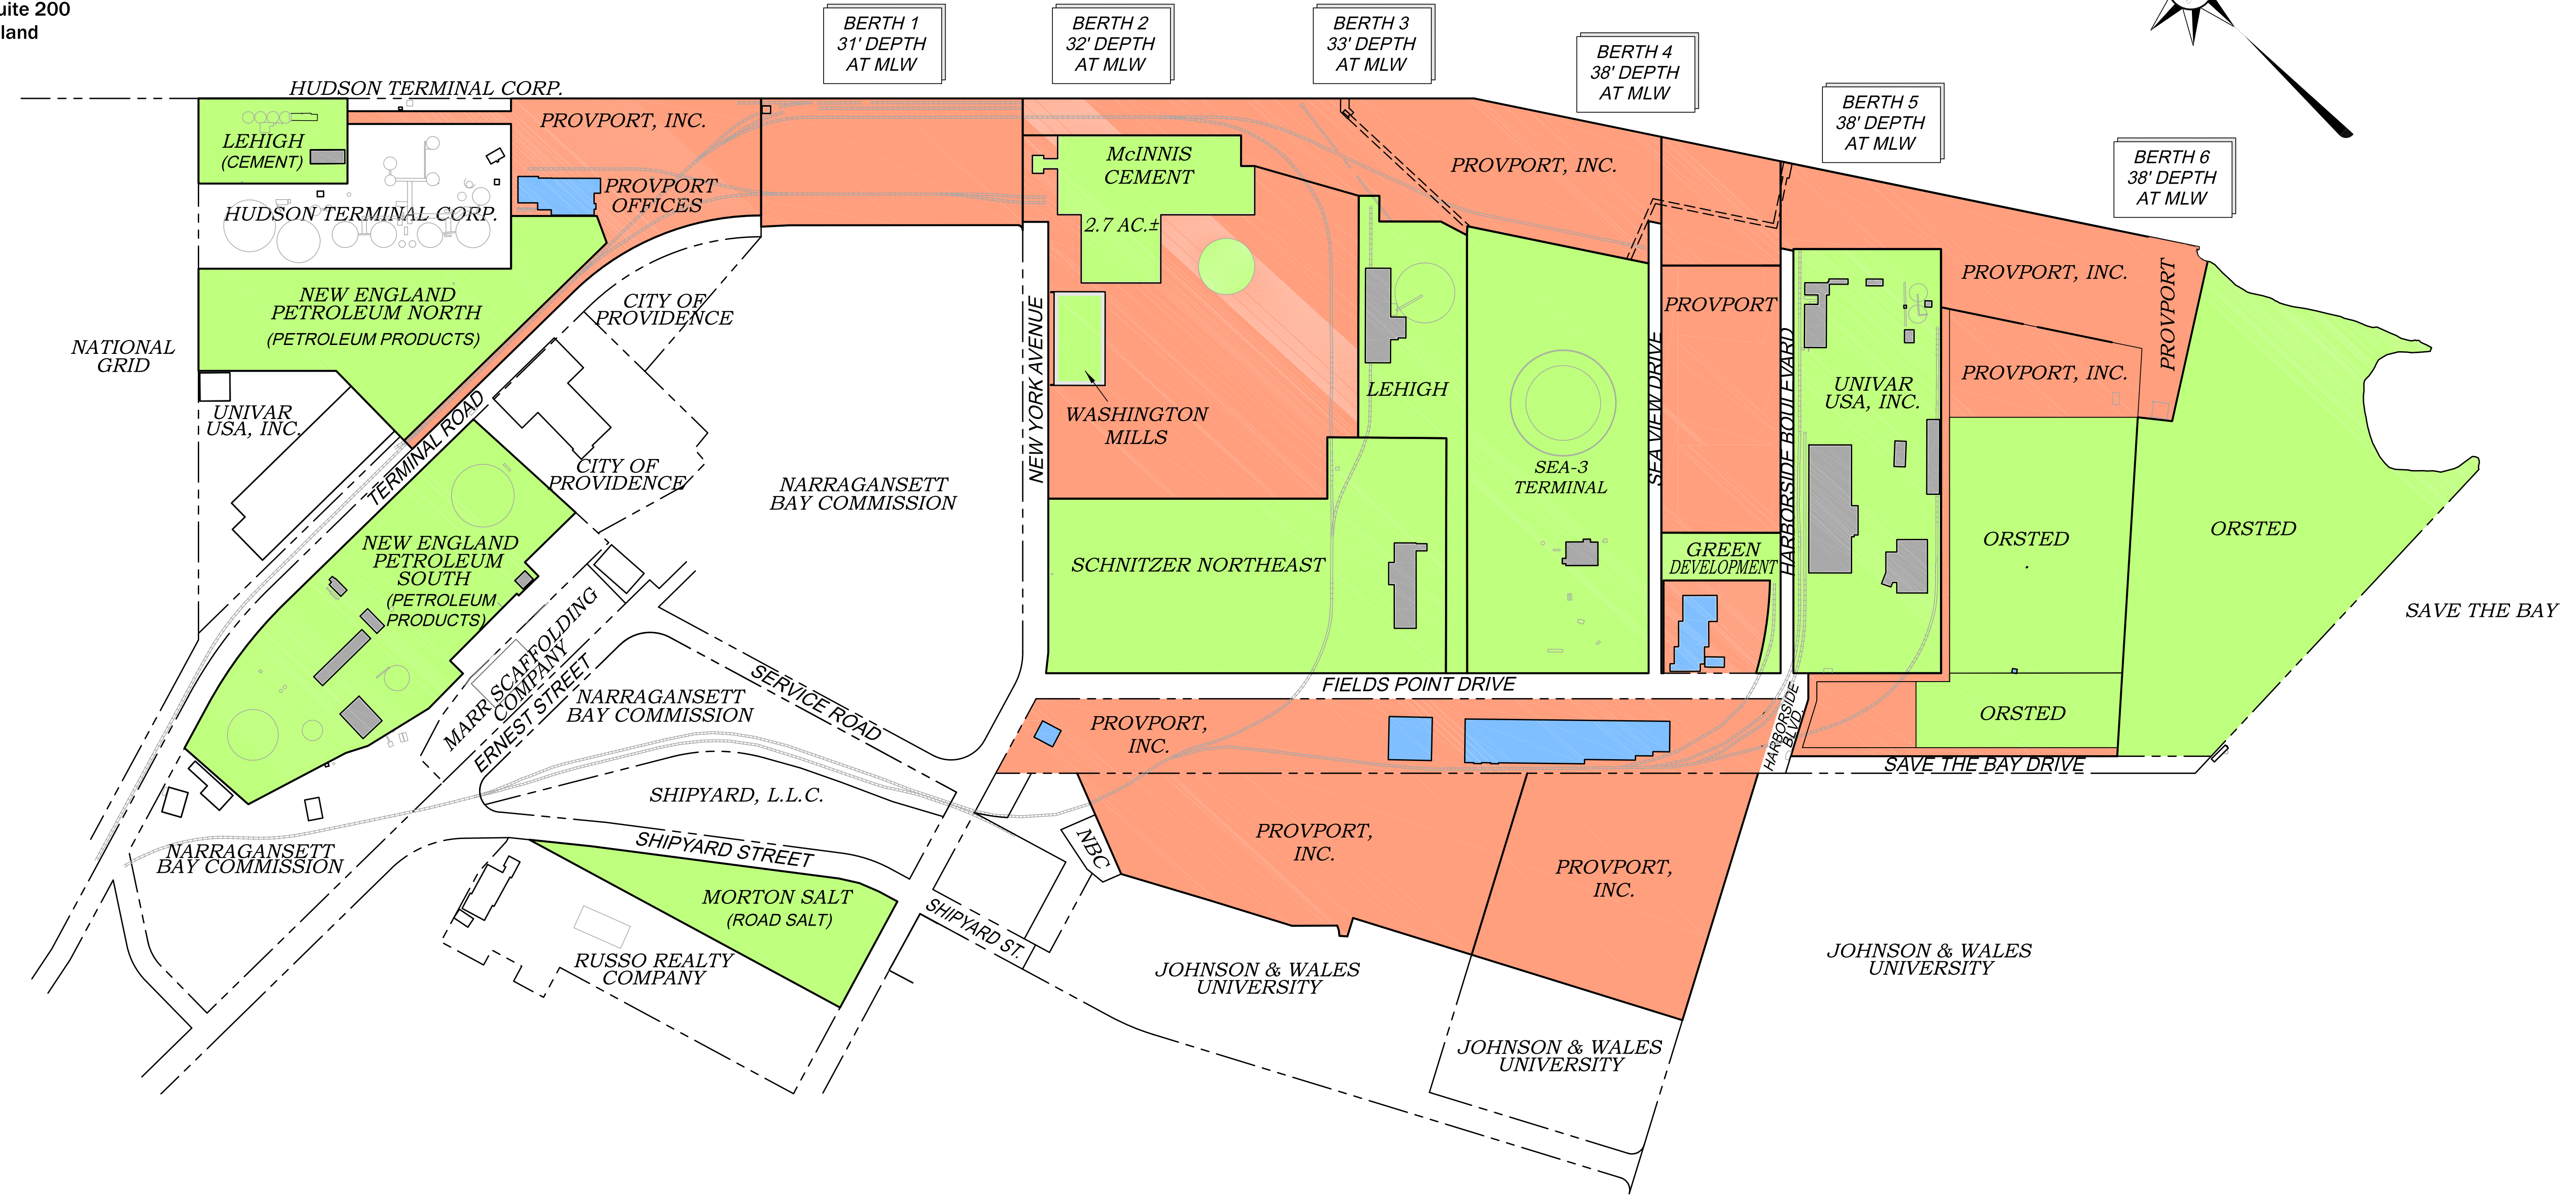 uite 200
land
BERTH 1
31' DEPTH
AT MLW
BERTH 2
32' DEPTH
AT MLW
BERTH 3
33' DEPTH
AT MLW
BERTH 4
38' DEPTH
AT MLW
BERTH 5
38' DEPTH
AT MLW
BERTH 6
38' DEPTH
AT MLW
HUDSON TERMINAL CORP.
LEHIGH
(CEMENT)
HUDSON TERMINAL CORP.
PROVPORT, INC.
PROVPORT
OFFICES
NEW ENGLAND
PETROLEUM NORTH
(PETROLEUM PRODUCTS)
NATIONAL
GRID
UNIVAR
USA, INC.
TERMINAL ROAD
CITY OF
PROVIDENCE
CITY OF
PROVIDENCE
NARRAGANSETT
BAY COMMISSION
NEW YORK AVENUE
McINNIS
CEMENT
2.7 AC.±
WASHINGTON
MILLS
PROVPORT, INC.
LEHIGH
SEA-3
TERMINAL
SEA VIEW DRIVE
PROVPORT
HARBORSIDE BOULEVARD
UNIVAR
USA, INC.
PROVPORT, INC.
PROVPORT, INC.
PROVPORT
ORSTED
.
ORSTED
ORSTED
SAVE THE BAY
SCHNITZER NORTHEAST
GREEN
DEVELOPMENT
NEW ENGLAND
PETROLEUM
SOUTH
(PETROLEUM
PRODUCTS)
MARR SCAFFOLDING
COMPANY
ERNEST STREET
NARRAGANSETT
BAY COMMISSION
SERVICE ROAD
FIELDS POINT DRIVE
PROVPORT,
INC.
HARBORSIDE
BLVD.
SAVE THE BAY DRIVE
SHIPYARD, L.L.C.
SHIPYARD STREET
NARRAGANSETT
BAY COMMISSION
MORTON SALT
(ROAD SALT)
RUSSO REALTY
COMPANY
SHIPYARD ST.
NBC
PROVPORT,
INC.
PROVPORT,
INC.
JOHNSON & WALES
UNIVERSITY
JOHNSON & WALES
UNIVERSITY
JOHNSON & WALES
UNIVERSITY